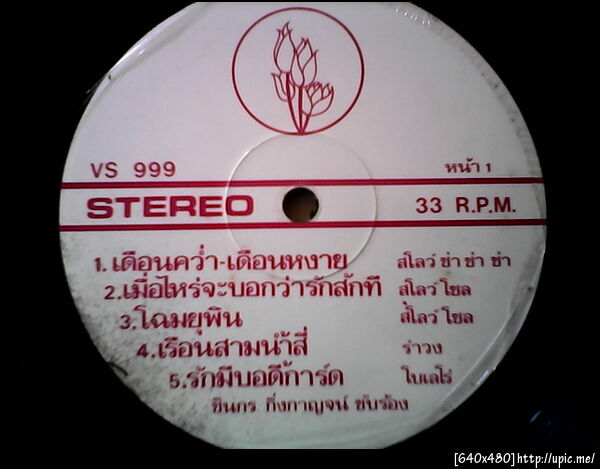 VS 999 หน้า 1
STEREO 33 R.P.M.
1. เดือนคว่ำ-เดือนหงาย สโลว์ ช่า ช่า ช่า
2. เมื่อไหร่จะบอกว่ารักสักที สโลว์ โซล
3. โฉมยุพิน สโลว์ โซล
4. เรือนสามน้ำสี่ รำวง
5. รักมีบอดี้การ์ด โบเลโร่
ชินกร กิ่งกาญจน์ ขับร้อง
[640x480]http://upic.me/